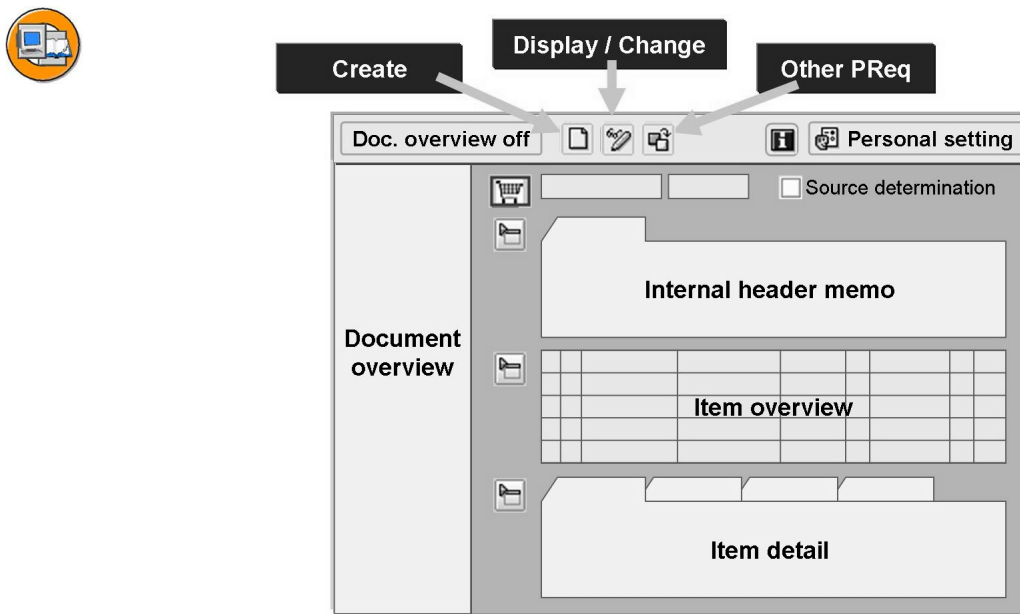 Create
Display / Change
Other PReq
Doc. overview off
Personal setting
Source determination
Internal header memo
Document
overview
Item overview
Item detail